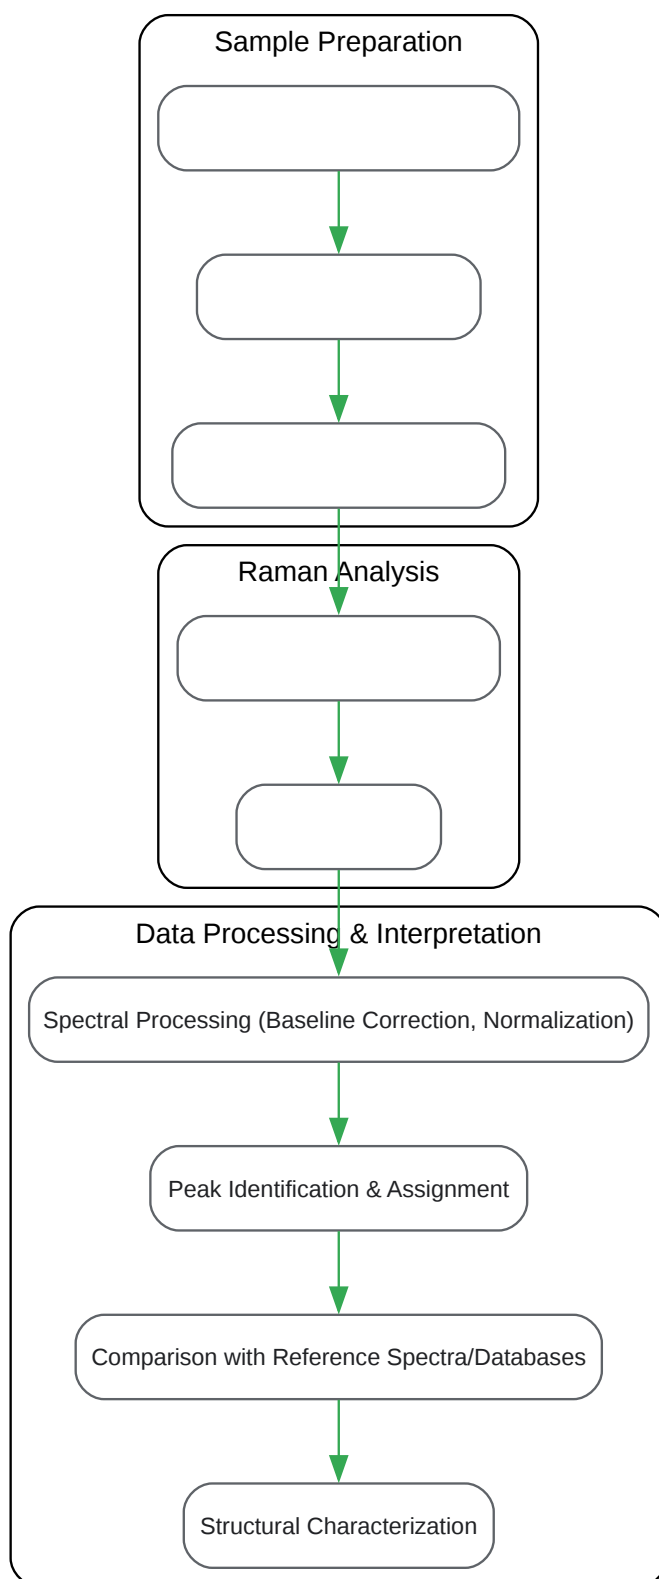 Sample Preparation
Raman Analysis
Data Processing & Interpretation
Spectral Processing (Baseline Correction, Normalization)
Peak Identification & Assignment
Comparison with Reference Spectra/Databases
Structural Characterization